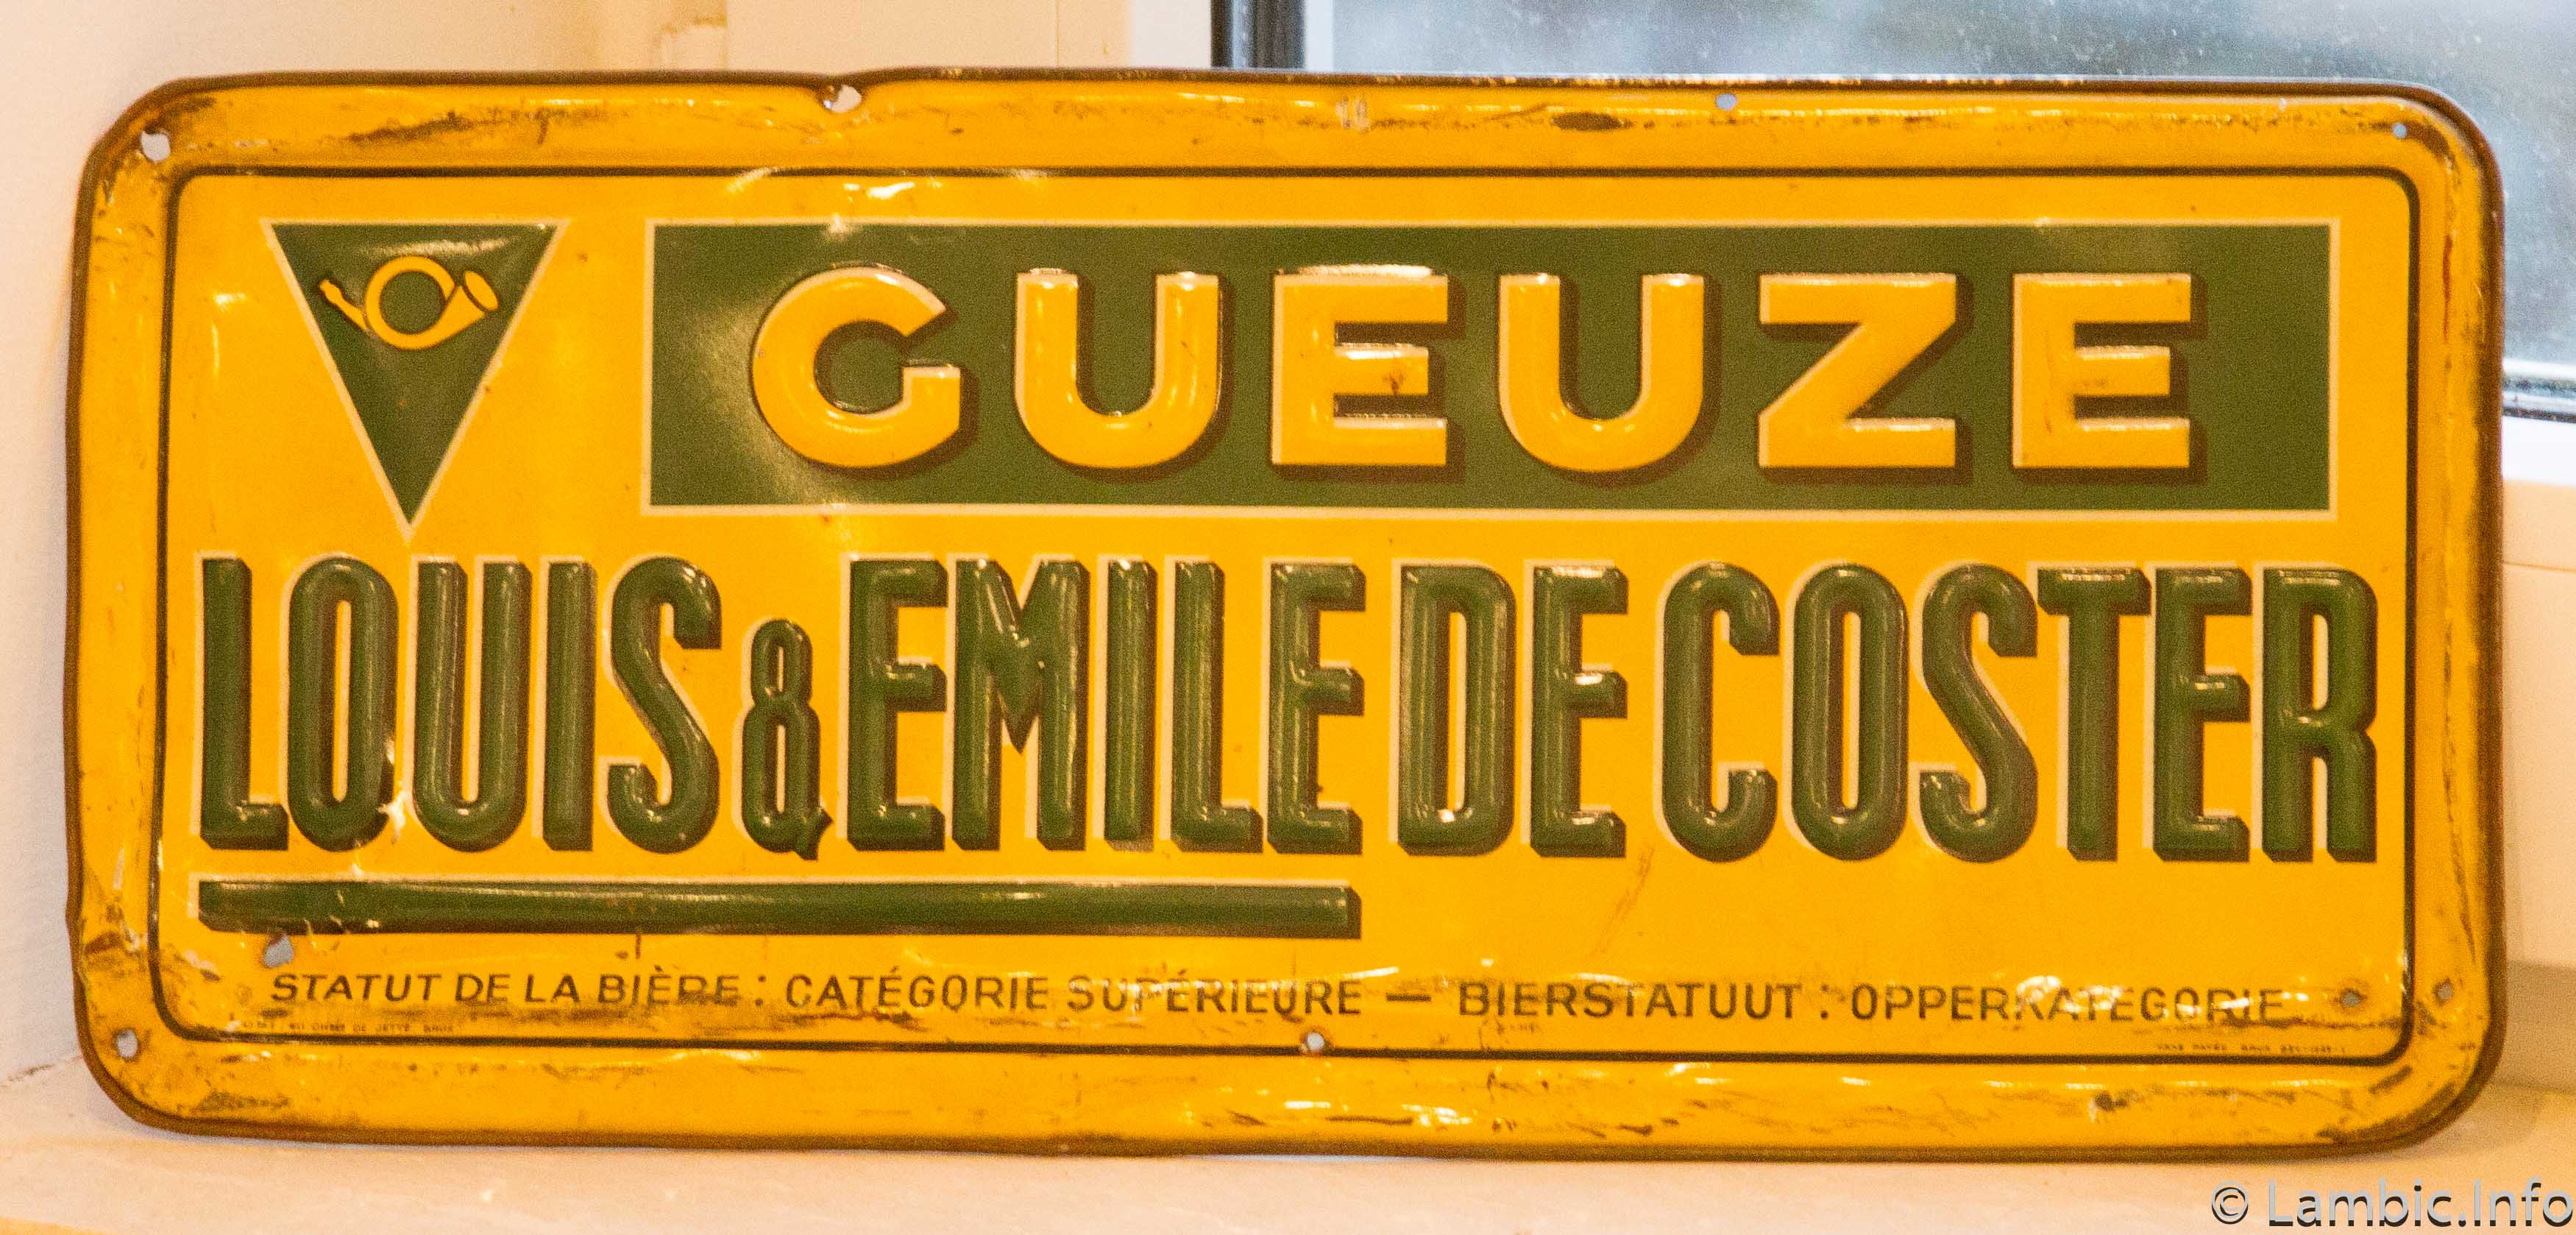 GUEUZE
LOUIS & EMILE DE COSTER
STATUT DE LA BIÈRE : CATÉGORIE SUPÉRIEURE — BIERSTATUUT : OPPERKATEGORIE
© Lambic.Info